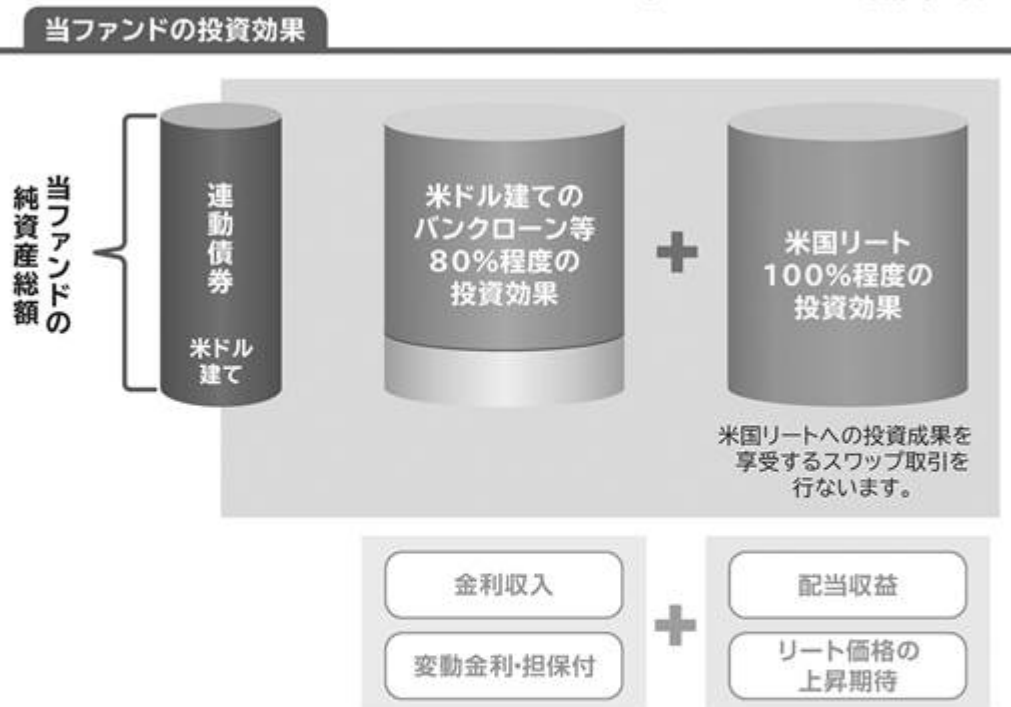 当ファンドの投資効果
当ファンドの
純資産総額
連動債券
米ドル
建て
米ドル建ての
バンクローン等
80%程度の
投資効果
+
米国リート
100%程度の
投資効果
米国リートへの投資成果を
享受するスワップ取引を
行ないます。
金利収入
変動金利・担保付
+
配当収益
リート価格の
上昇期待